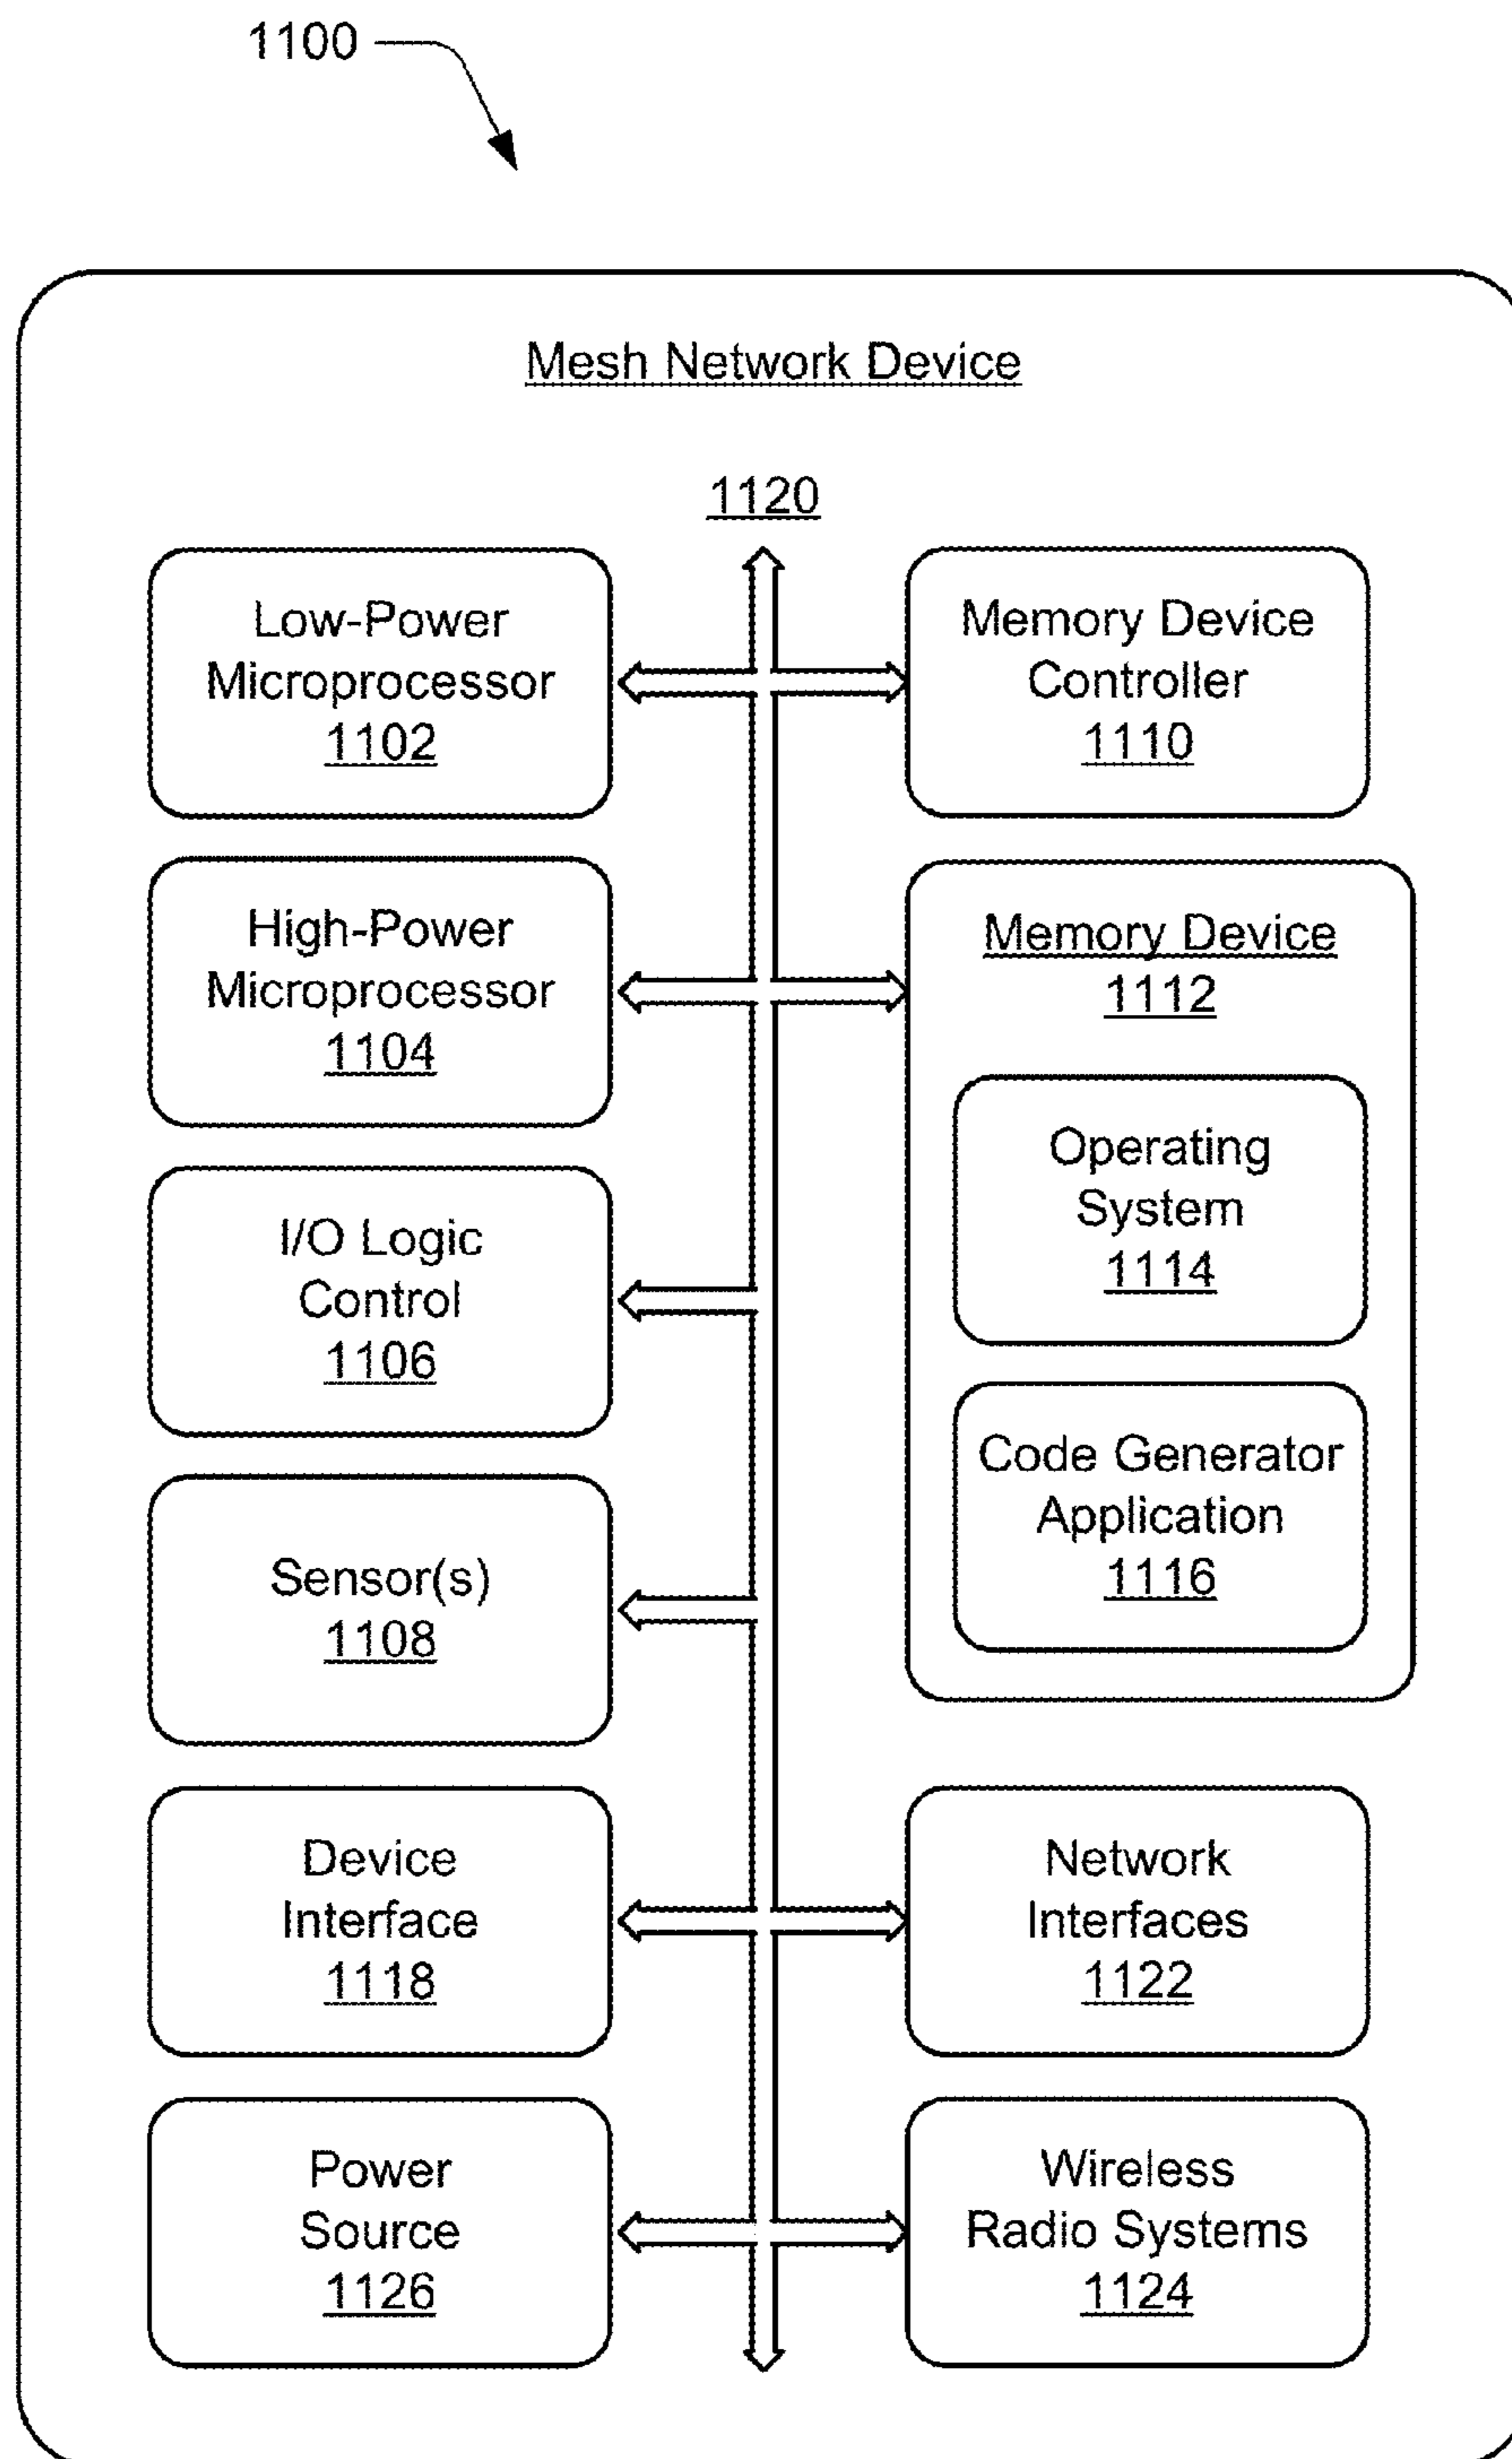 1100
Mesh Network Device
1120
Low-Power
Microprocessor
1102
Memory Device
Controller
1110
High-Power
Microprocessor
1104
Memory Device
1112
Operating
System
1114
I/O Logic
Control
1106
Code Generator
Application
1116
Sensor(s)
1108
Device
Interface
1118
Network
Interfaces
1122
Power
Source
1126
Wireless
Radio Systems
1124